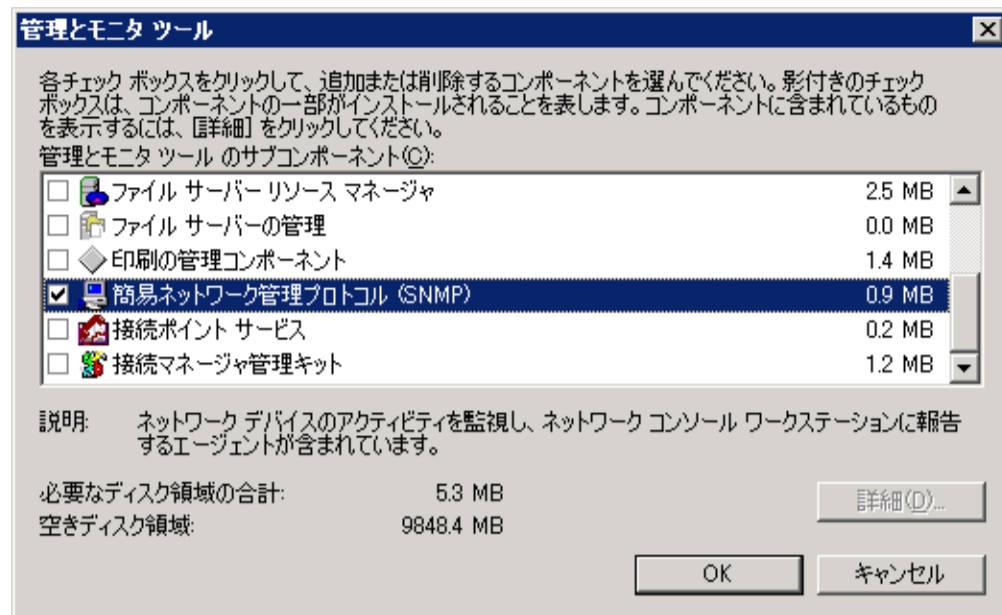 管理とモニタ ツール
各チェック ボックスをクリックして、追加または削除するコンポーネントを選んでください。影付きのチェック
ボックスは、コンポーネントの一部がインストールされることを表します。コンポーネントに含まれているもの
を表示するには、[詳細] をクリックしてください。
管理とモニタ ツール のサブコンポーネント(C):
ファイル サーバー リソース マネージャ 2.5 MB
ファイル サーバーの管理 0.0 MB
印刷の管理コンポーネント 1.4 MB
簡易ネットワーク管理プロトコル (SNMP) 0.9 MB
接続ポイント サービス 0.2 MB
接続マネージャ管理キット 1.2 MB
説明: ネットワーク デバイスのアクティビティを監視し、ネットワーク コンソール ワークステーションに報告
するエージェントが含まれています。
必要なディスク領域の合計: 5.3 MB
詳細(D)...
空きディスク領域: 9848.4 MB
OK キャンセル